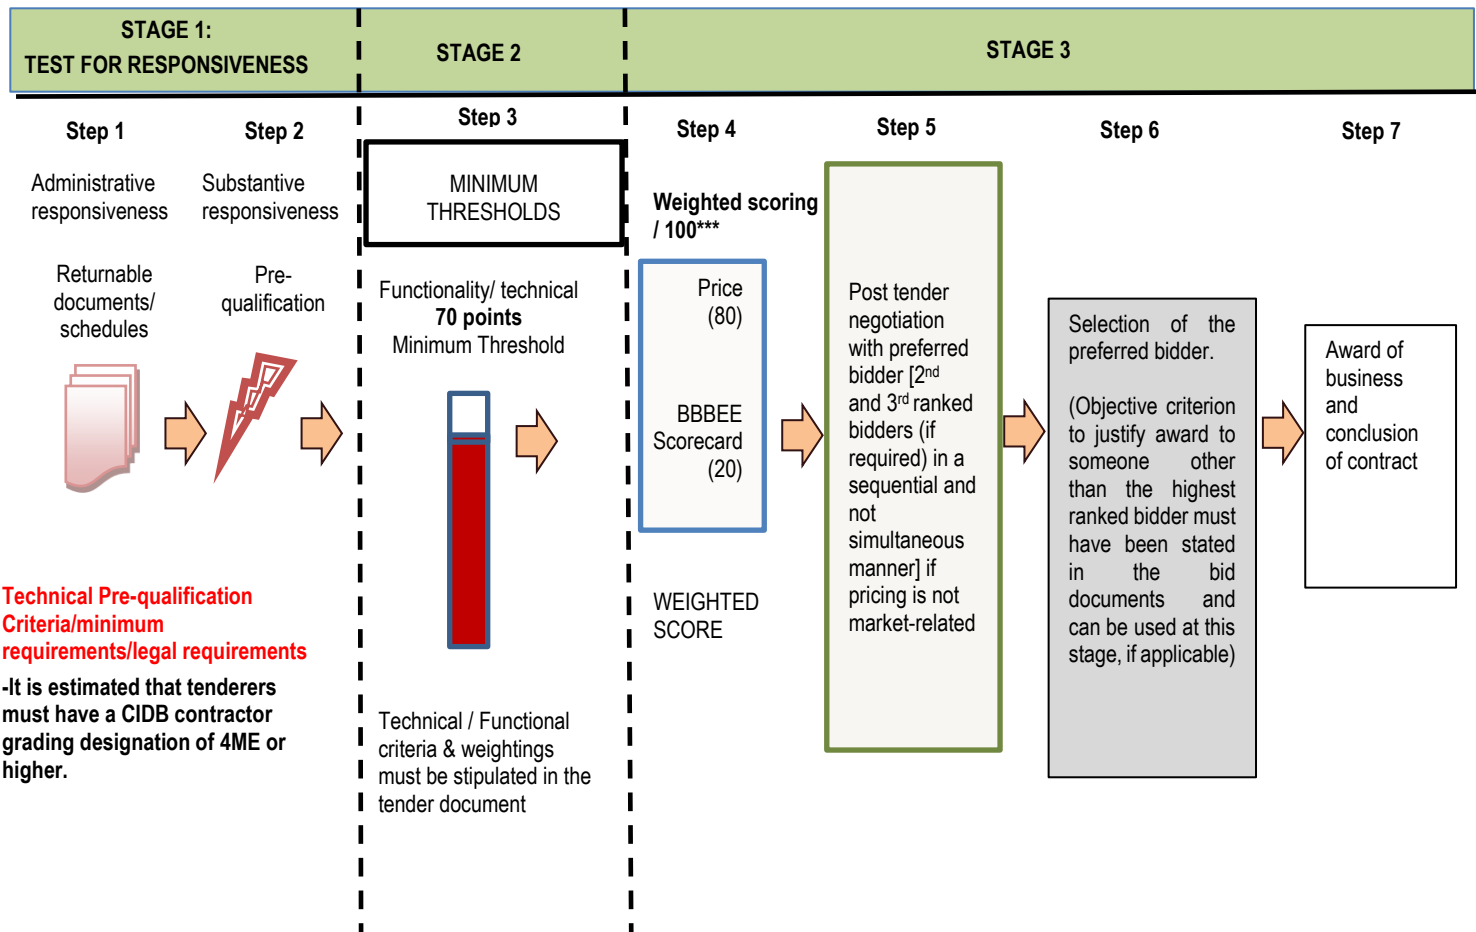 STAGE 1:
TEST FOR RESPONSIVENESS
STAGE 2
STAGE 3
Step 1
Step 2
Step 3
Step 4
Step 5
Step 6
Step 7
Administrative
responsiveness
Returnable
documents/
schedules
Substantive
responsiveness
Pre-
qualification
Technical Pre-qualification
Criteria/minimum
requirements/legal requirements
-It is estimated that tenderers
must have a CIDB contractor
grading designation of 4ME or
higher.
MINIMUM
THRESHOLDS
Functionality/ technical
70 points
Minimum Threshold
Technical / Functional
criteria & weightings
must be stipulated in the
tender document
Weighted scoring
/ 100***
Price
(80)
BBBEE
Scorecard
(20)
WEIGHTED
SCORE
Post tender
negotiation
with preferred
bidder [2nd
and 3rd ranked
bidders (if
required) in a
sequential and
not
simultaneous
manner] if
pricing is not
market-related
Selection of the
preferred bidder.
(Objective criterion
to justify award to
someone other
than the highest
ranked bidder must
have been stated
in the bid
documents and
can be used at this
stage, if applicable)
Award of
business
and
conclusion
of contract